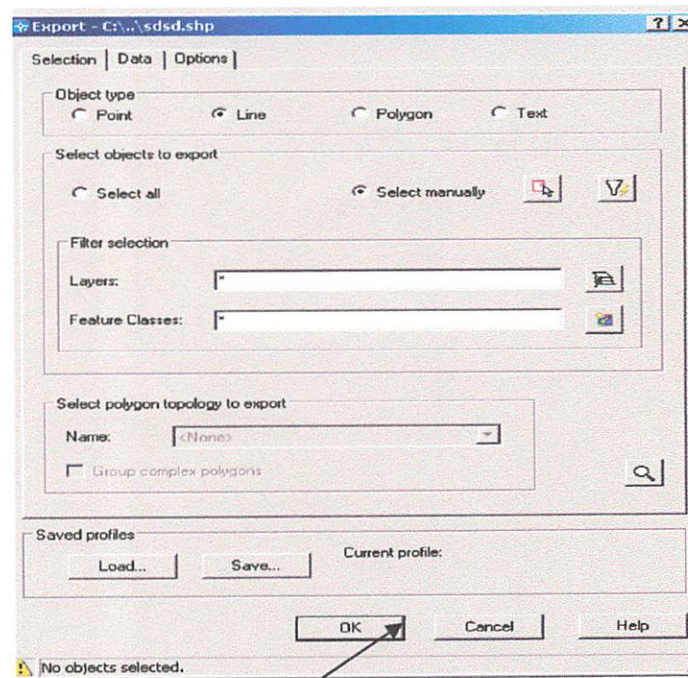 Export - C:\..\sdsd.shp
Selection Data Options
Object type
Point Line Polygon Text
Select objects to export
Select all Select manually
Filter selection
Layers: *
Feature Classes: *
Select polygon topology to export
Name: <None>
Group complex polygons
Saved profiles
Load... Save... Current profile:
OK Cancel Help
No objects selected.